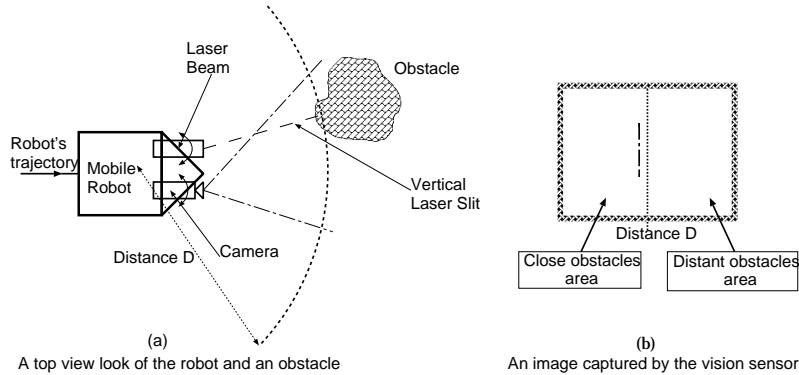 Laser
Beam
Obstacle
Robot's
trajectory
Mobile
Robot
Vertical
Laser Slit
Distance D
Camera
(a)
A top view look of the robot and an obstacle
Distance D
Close obstacles
area
Distant obstacles
area
(b)
An image captured by the vision sensor